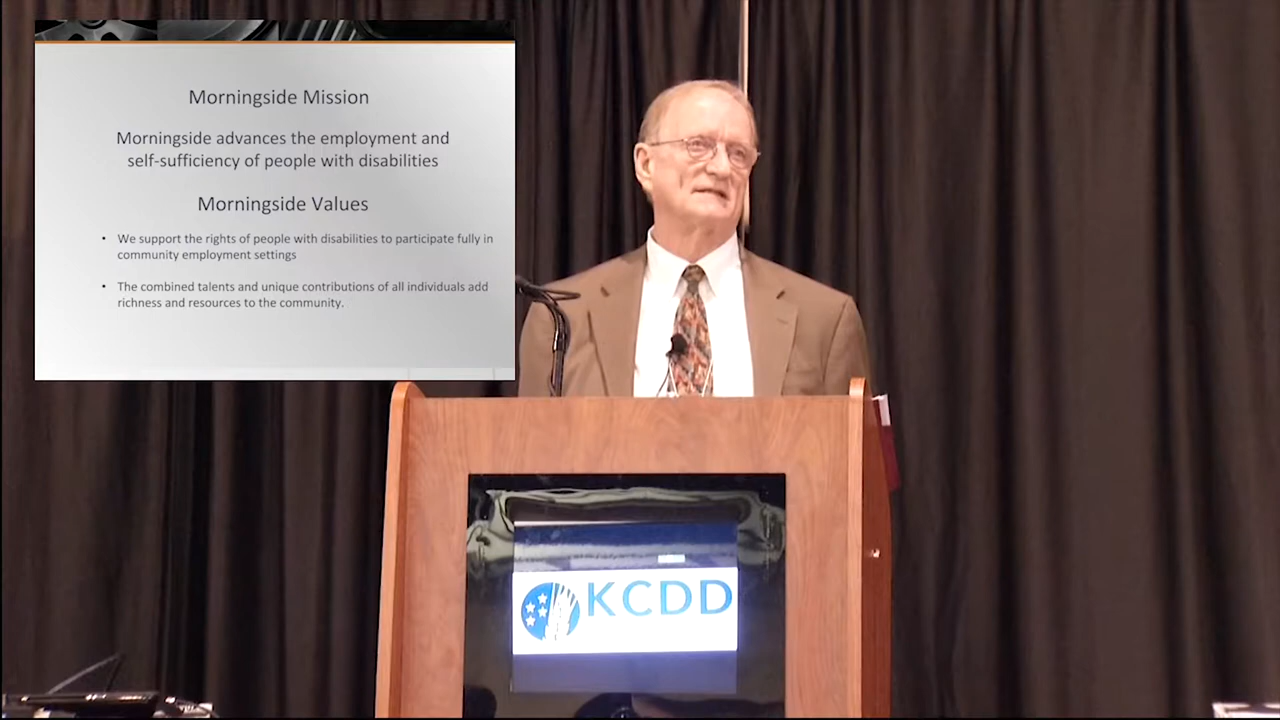 Morningside Mission
Morningside advances the employment and
self-sufficiency of people with disabilities
Morningside Values
• We support the rights of people with disabilities to participate fully in
community employment settings
• The combined talents and unique contributions of all individuals add
richness and resources to the community.
KCDD